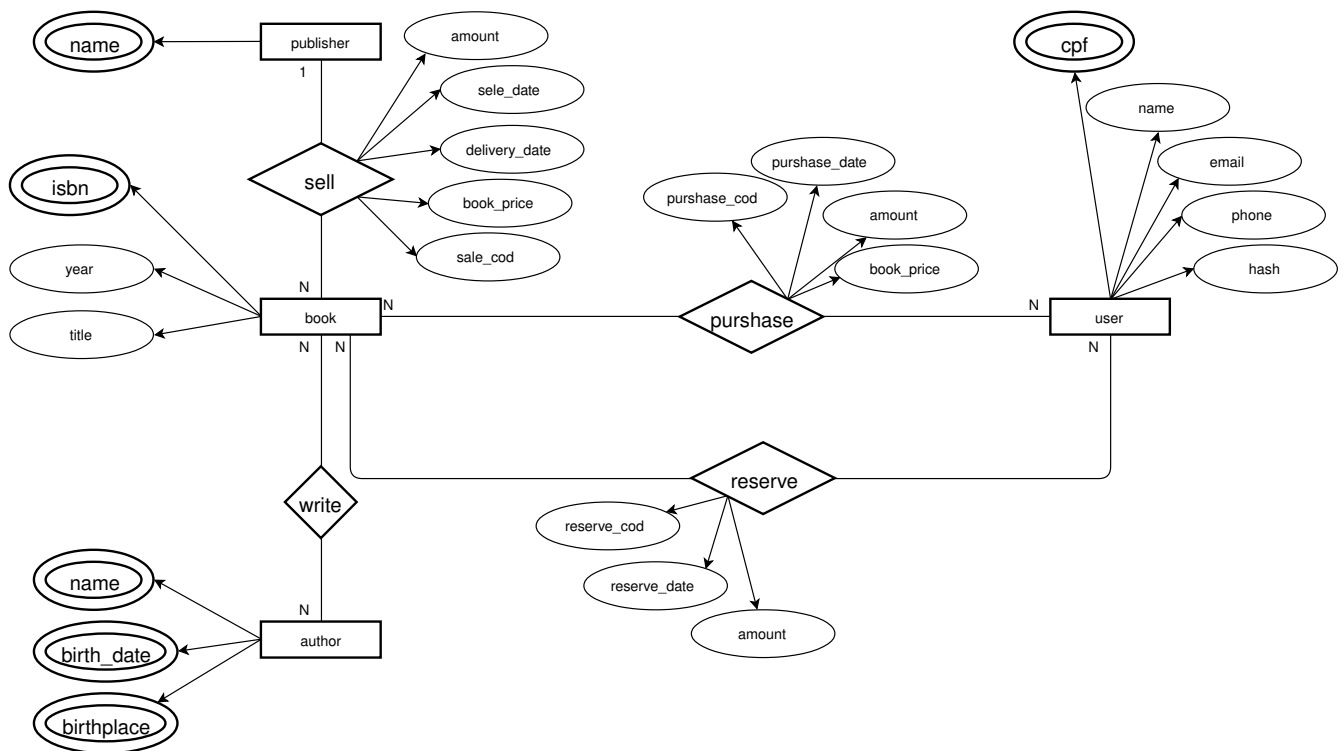 name
publisher
1
amount
sele_date
delivery_date
book_price
sale_cod
sell
cpf
name
email
phone
hash
isbn
year
title
purshase_date
purshase_cod
amount
book_price
N
book
N
purshase
N
user
N
N
N
write
reserve
reserve_cod
reserve_date
amount
name
birth_date
birthplace
N
author